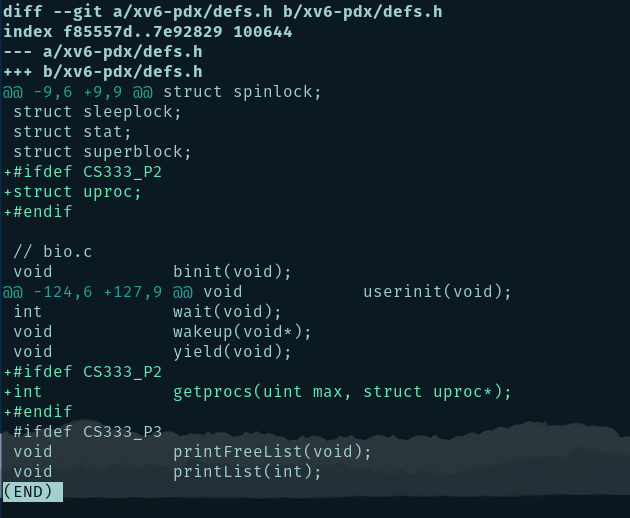 diff --git a/xv6-pdx/defs.h b/xv6-pdx/defs.h
index f85557d..7e92829 100644
--- a/xv6-pdx/defs.h
+++ b/xv6-pdx/defs.h
@@ -9,6 +9,9 @@ struct spinlock;
 struct sleeplock;
 struct stat;
 struct superblock;
+#ifdef CS333_P2
+struct uproc;
+#endif

 // bio.c
 void            binit(void);
@@ -124,6 +127,9 @@ void            userinit(void);
 int             wait(void);
 void            wakeup(void*);
 void            yield(void);
+#ifdef CS333_P2
+int             getprocs(uint max, struct uproc*);
+#endif
 #ifdef CS333_P3
 void            printFreeList(void);
 void            printList(int);
(END)